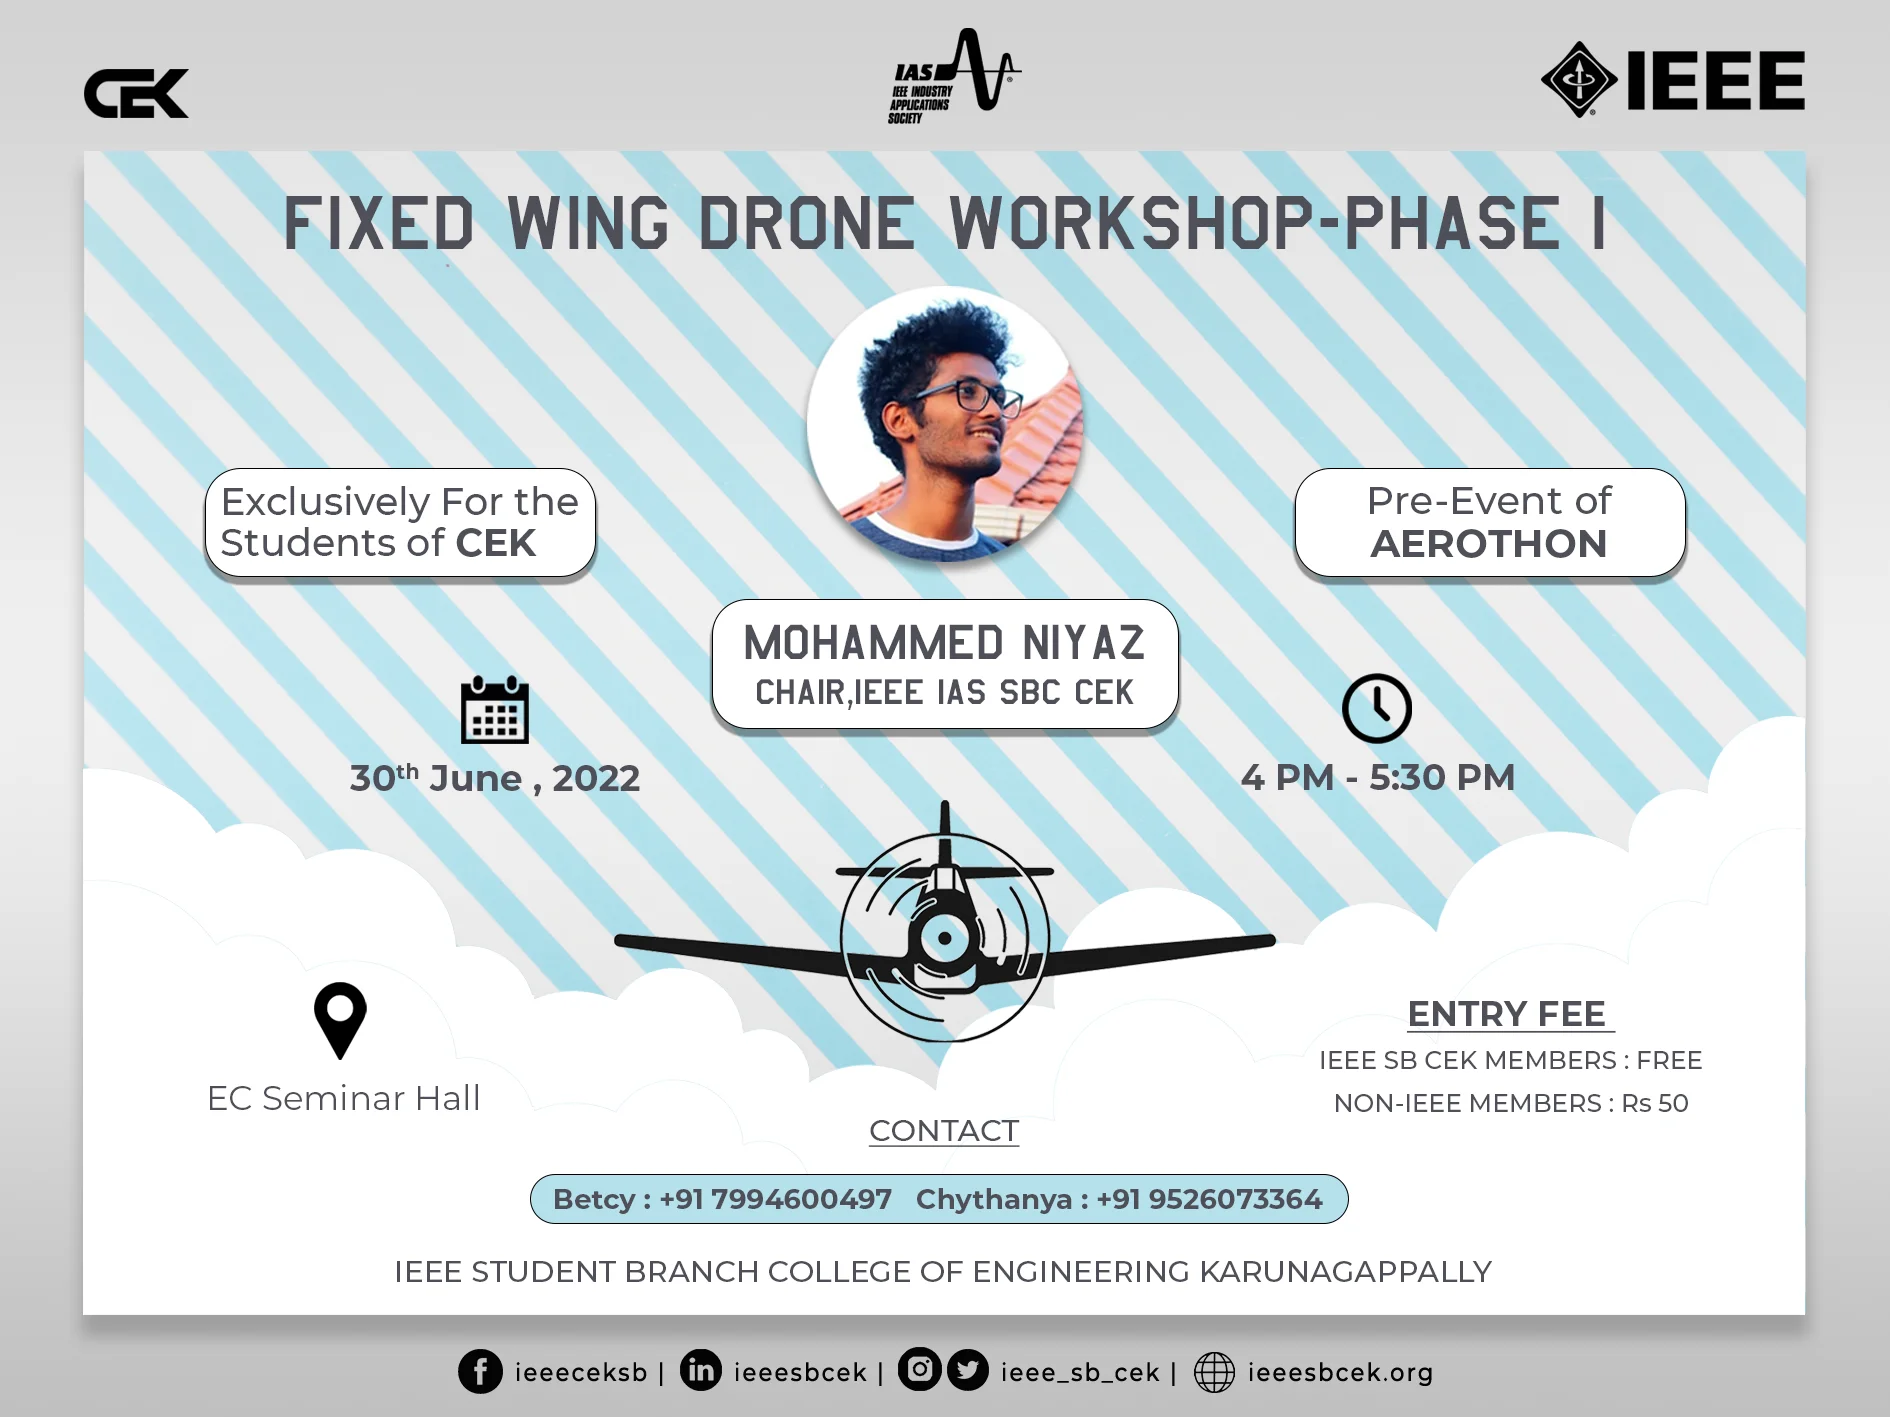 CEK
IAS
IEEE INDUSTRY
APPLICATIONS
SOCIETY
®
IEEE
®
FIXED WING DRONE WORKSHOP-PHASE I
Exclusively For the
Students of CEK
Pre-Event of
AEROTHON
MOHAMMED NIYAZ
CHAIR,IEEE IAS SBC CEK
30th June , 2022
4 PM - 5:30 PM
EC Seminar Hall
ENTRY FEE
IEEE SB CEK MEMBERS : FREE
NON-IEEE MEMBERS : Rs 50
CONTACT
Betcy : +91 7994600497 Chythanya : +91 9526073364
IEEE STUDENT BRANCH COLLEGE OF ENGINEERING KARUNAGAPPALLY
ieeeceksb | ieeesbcek | ieee_sb_cek | ieeesbcek.org